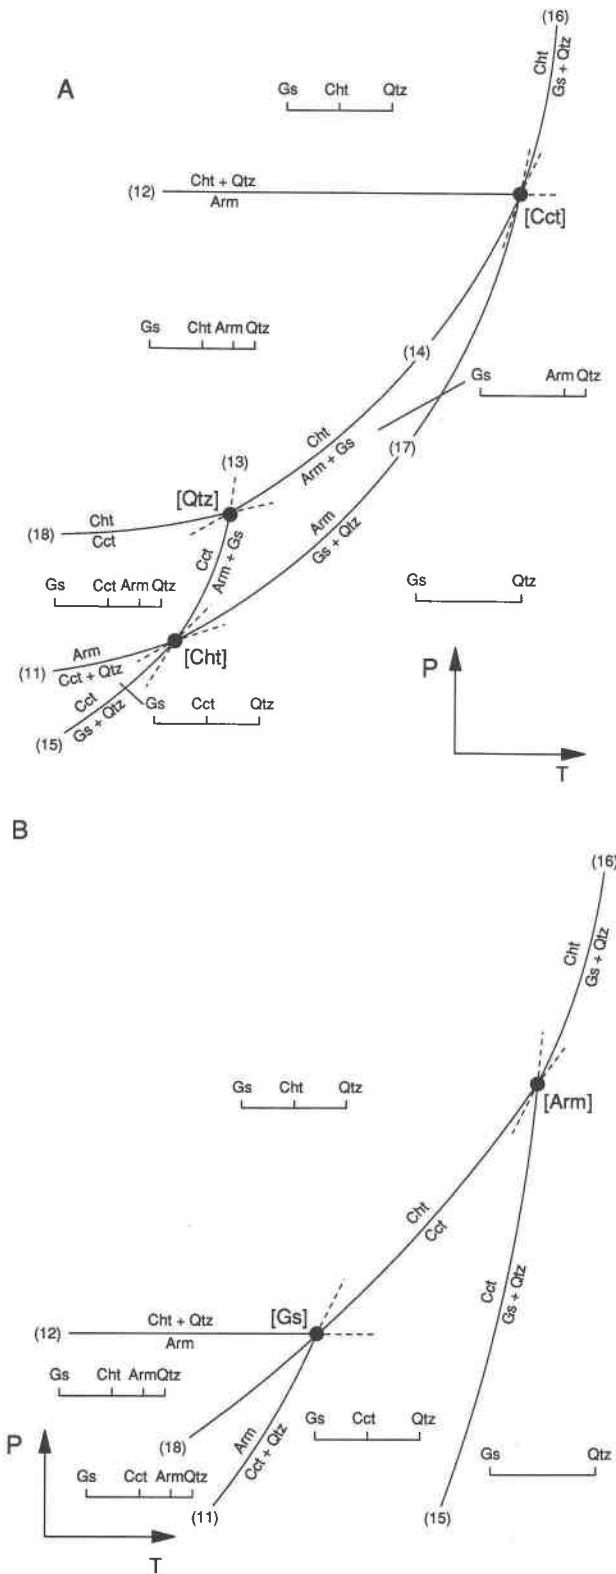 (16)
A
Cht
Gs + Qtz
Gs Cht Qtz
(12)
Cht + Qtz
Arm
[Cct]
Gs Cht Arm Qtz
(14)
Gs Arm Qtz
Cht
Arm + Gs
(17)
(13)
[Qtz]
(18)
Cht
Cct
Cct
Arm + Gs
Arm
Gs + Qtz
Gs Cct Arm Qtz
Gs Qtz
(11)
Arm
Cct + Qtz
[Cht]
Cct
Gs + Qtz
(15)
Gs Cct Qtz
P
T
B
(16)
Cht
Gs + Qtz
Gs Cht Qtz
[Arm]
Cht
Cct
Cct
Gs + Qtz
[Gs]
(12)
Cht + Qtz
Arm
Gs Cht ArmQtz
(18)
Arm
Cct + Qtz
Gs Cct Qtz
P
Gs Qtz
Gs Cct ArmQtz
(11)
(15)
T